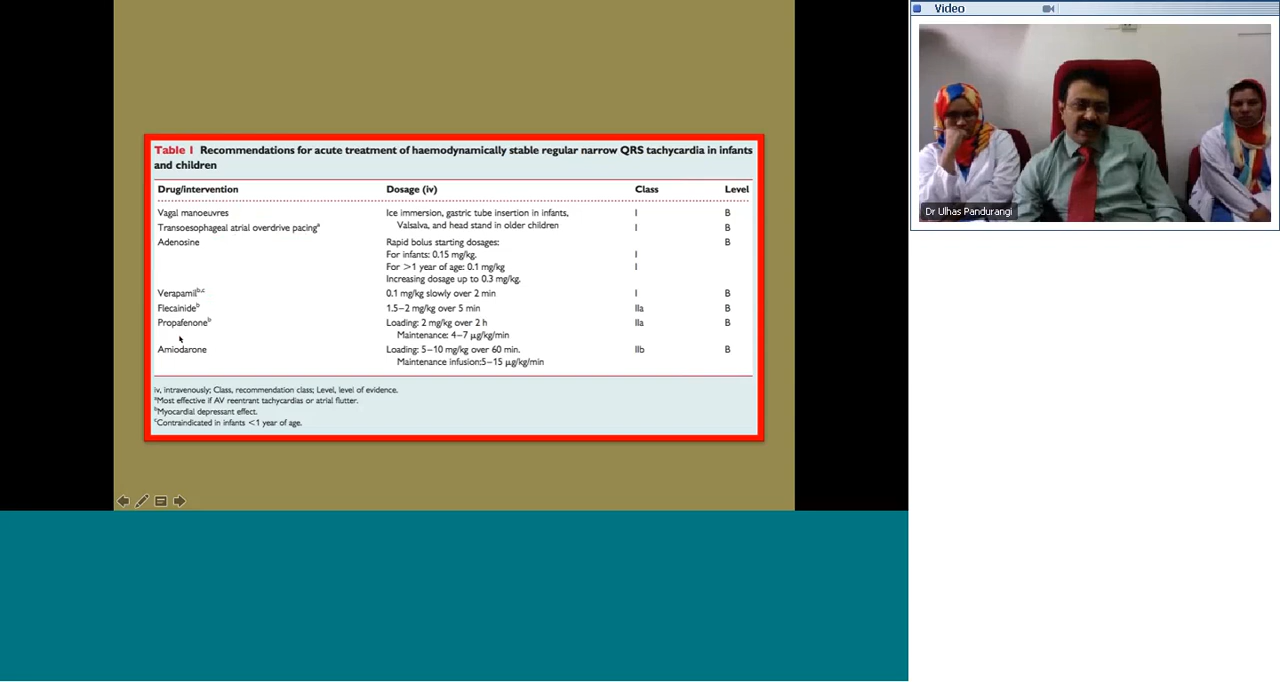 Table 1 Recommendations for acute treatment of haemodynamically stable regular narrow QRS tachycardia in infants
and children
Drug/intervention Dosage (iv) Class Level
Vagal manoeuvres Ice immersion, gastric tube insertion in infants, I B
Valsalva, and head stand in older children
Transoesophageal atrial overdrive pacingᵃ I B
Adenosine Rapid bolus starting dosages: B
For infants: 0.15 mg/kg. I
For >1 year of age: 0.1 mg/kg I
Increasing dosage up to 0.3 mg/kg.
Verapamilᵇ,ᶜ 0.1 mg/kg slowly over 2 min I B
Flecainideᵇ 1.5–2 mg/kg over 5 min IIa B
Propafenoneᵇ Loading: 2 mg/kg over 2 h IIa B
Maintenance: 4–7 µg/kg/min
Amiodarone Loading: 5–10 mg/kg over 60 min. IIb B
Maintenance infusion:5–15 µg/kg/min
iv, intravenously; Class, recommendation class; Level, level of evidence.
ᵃMost effective if AV reentrant tachycardias or atrial flutter.
ᵇMyocardial depressant effect.
ᶜContraindicated in infants <1 year of age.
Video
Dr Ulhas Pandurangi